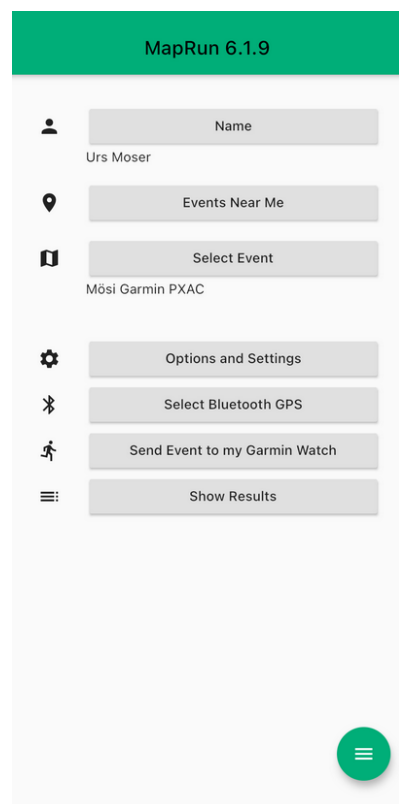 MapRun 6.1.9
Name
Urs Moser
Events Near Me
Select Event
Mösi Garmin PXAC
Options and Settings
Select Bluetooth GPS
Send Event to my Garmin Watch
Show Results